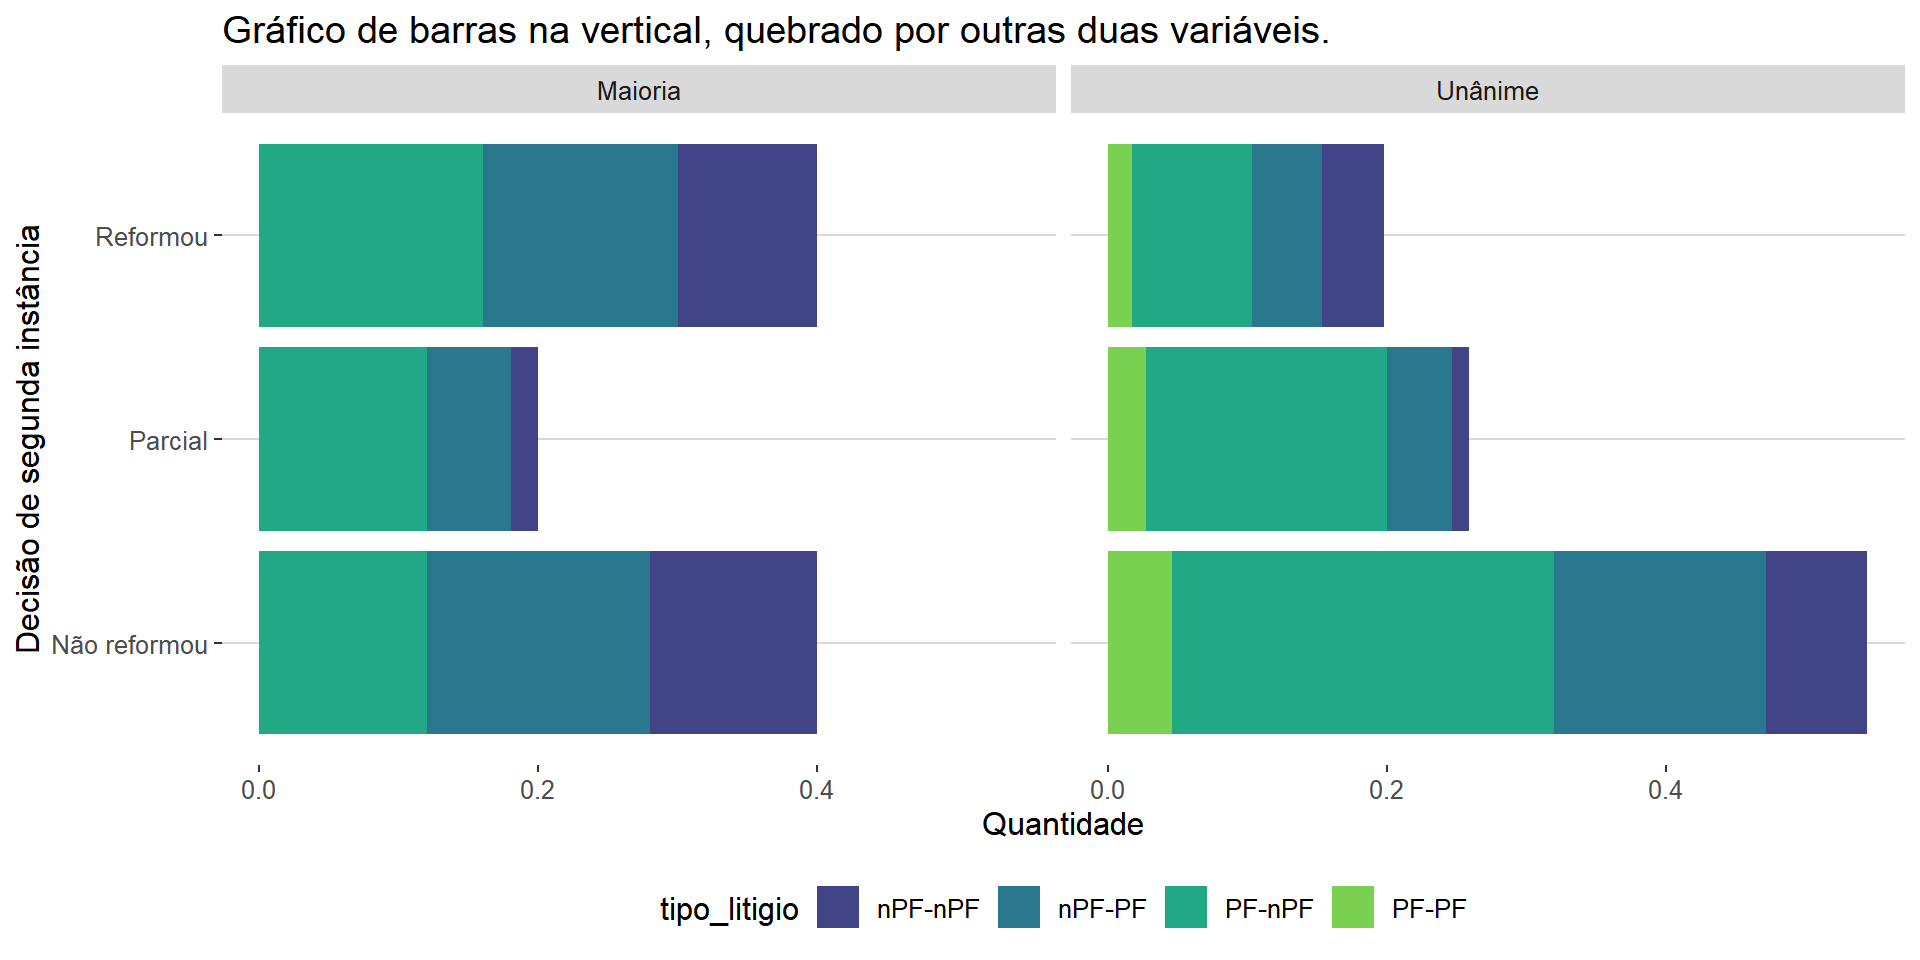 Gráfico de barras na vertical, quebrado por outras duas variáveis.
Maioria Unânime
Decisão de segunda instância
Reformou
Parcial
Não reformou
0.0 0.2 0.4 0.0 0.2 0.4
Quantidade
tipo_litigio nPF-nPF nPF-PF PF-nPF PF-PF